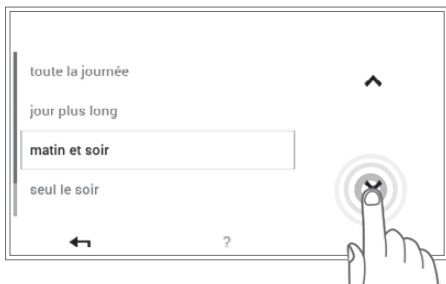 toute la journée
jour plus long
matin et soir
seul le soir
?